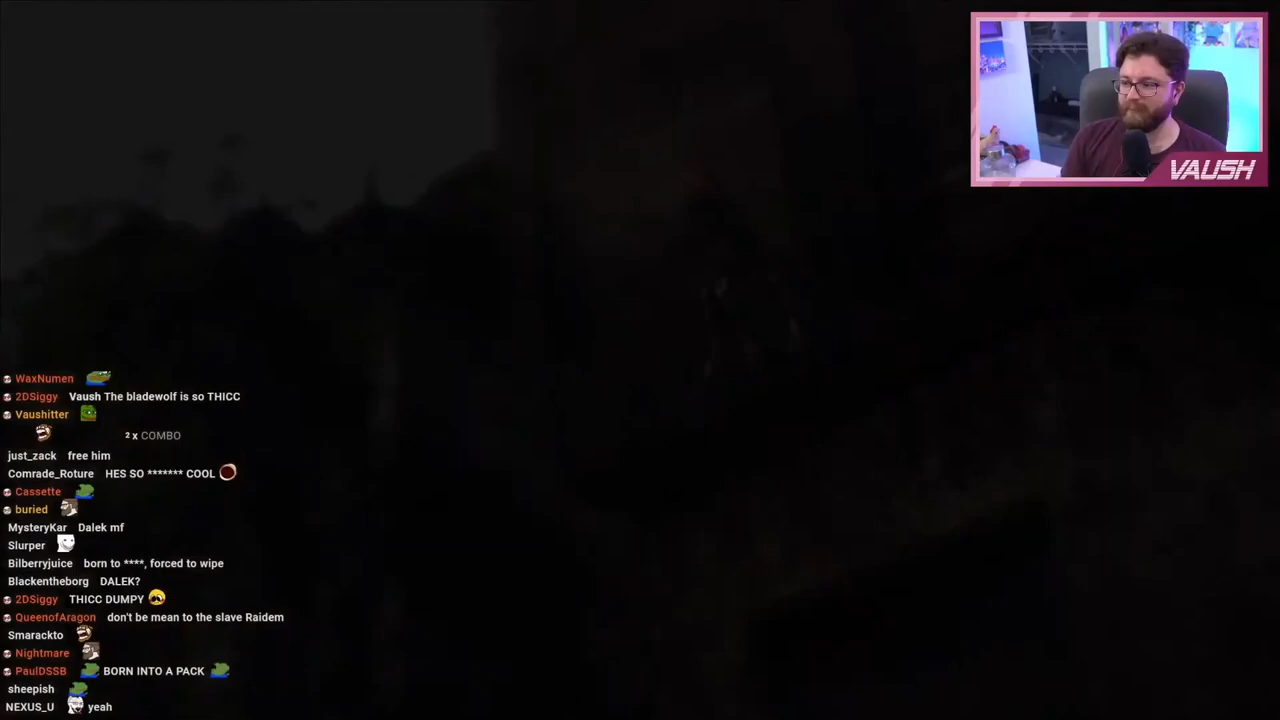 VAUSH
WaxNumen
2DSiggy Vaush The bladewolf is so THICC
Vaushitter
2 x COMBO
just_zack free him
Comrade_Roture HES SO ******* COOL
Cassette
buried
MysteryKar Dalek mf
Slurper
Bilberryjuice born to ****, forced to wipe
Blackentheborg DALEK?
2DSiggy THICC DUMPY
QueenofAragon don't be mean to the slave Raidem
Smarackto
Nightmare
PaulDSSB BORN INTO A PACK
sheepish
NEXUS_U yeah